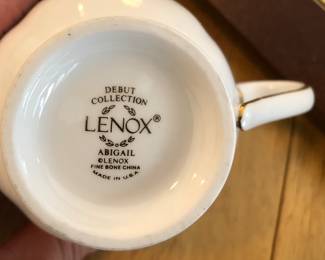 DEBUT
COLLECTION
LENOX®
ABIGAIL
©LENOX
FINE BONE CHINA
MADE IN U.S.A.